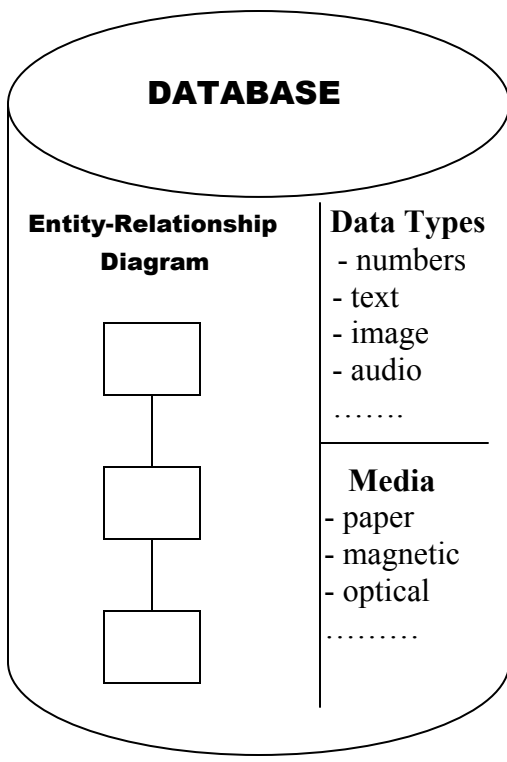 DATABASE
Entity-Relationship
Diagram
Data Types
- numbers
- text
- image
- audio
.......
Media
- paper
- magnetic
- optical
.........